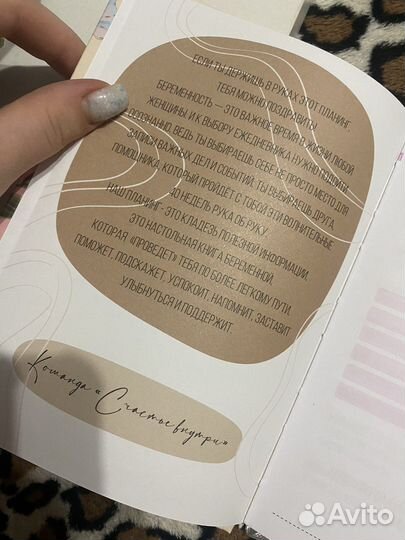 ЕСЛИ ТЫ ДЕРЖИШЬ В РУКАХ ЭТОТ ПЛАНИНГ,
ТЕБЯ МОЖНО ПОЗДРАВИТЬ!
БЕРЕМЕННОСТЬ — ЭТО ВАЖНОЕ ВРЕМЯ В ЖИЗНИ ЛЮБОЙ
ЖЕНЩИНЫ И К ВЫБОРУ ЕЖЕДНЕВНИКА НУЖНО ПОДОЙТИ
ОСОЗНАННО, ВЕДЬ ТЫ ВЫБИРАЕШЬ СЕБЕ НЕ ПРОСТО МЕСТО ДЛЯ
ЗАПИСИ ВАЖНЫХ ДЕЛ И СОБЫТИЙ, ТЫ ВЫБИРАЕШЬ ДРУГА,
ПОМОЩНИКА, КОТОРЫЙ ПРОЙДЕТ С ТОБОЙ ЭТИ ВОЛНИТЕЛЬНЫЕ
40 НЕДЕЛЬ РУКА ОБ РУКУ.
НАШ ПЛАНИНГ - ЭТО КЛАДЕЗЬ ПОЛЕЗНОЙ ИНФОРМАЦИИ.
ЭТО НАСТОЛЬНАЯ КНИГА БЕРЕМЕННОЙ,
КОТОРАЯ «ПРОВЕДЕТ» ТЕБЯ ПО БОЛЕЕ ЛЕГКОМУ ПУТИ.
ПОМОЖЕТ, ПОДСКАЖЕТ, УСПОКОИТ, НАПОМНИТ, ЗАСТАВИТ
УЛЫБНУТЬСЯ И ПОДДЕРЖИТ.
Команда «Счастье внутри»
Avito